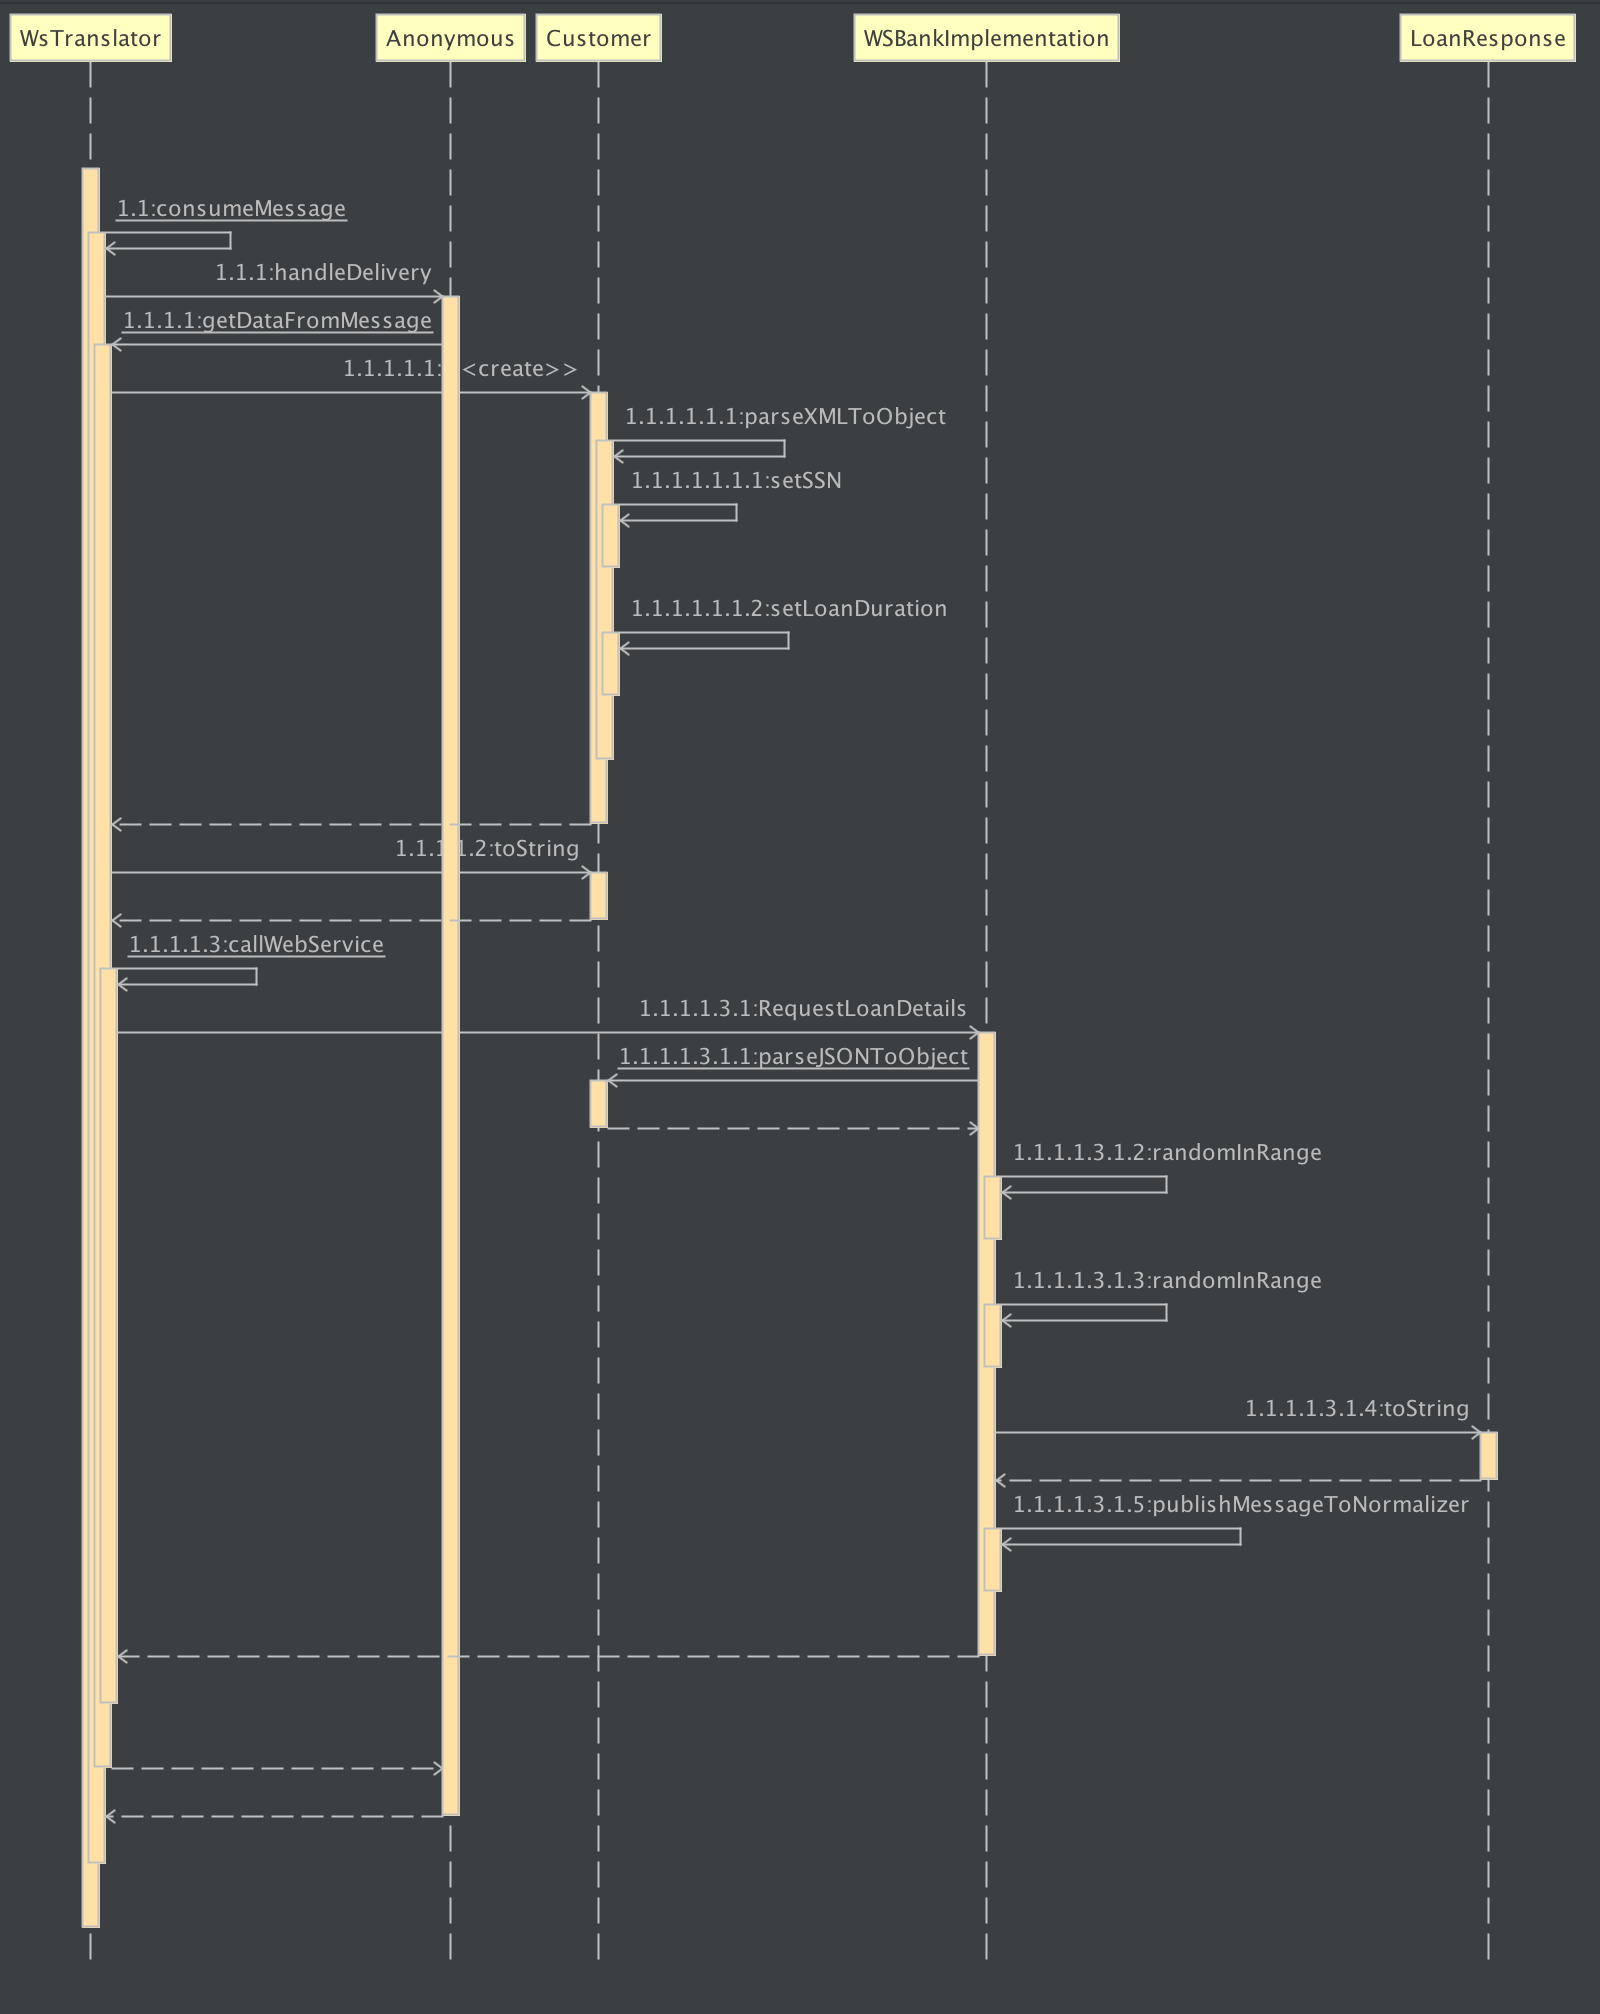 WsTranslator
Anonymous
Customer
WSBankImplementation
LoanResponse
1.1:consumeMessage
1.1.1:handleDelivery
1.1.1.1:getDataFromMessage
1.1.1.1.1: <create>>
1.1.1.1.1.1:parseXMLToObject
1.1.1.1.1.1.1:setSSN
1.1.1.1.1.1.2:setLoanDuration
1.1.1.1.2:toString
1.1.1.1.3:callWebService
1.1.1.1.3.1:RequestLoanDetails
1.1.1.1.3.1.1:parseJSONToObject
1.1.1.1.3.1.2:randomInRange
1.1.1.1.3.1.3:randomInRange
1.1.1.1.3.1.4:toString
1.1.1.1.3.1.5:publishMessageToNormalizer